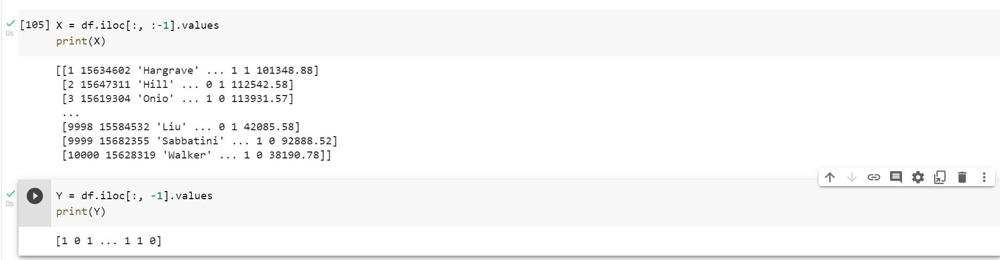 [105] X = df.iloc[:, :-1].values
0s
print(X)
[[1 15634602 'Hargrave' ... 1 1 101348.88]
[2 15647311 'Hill' ... 0 1 112542.58]
[3 15619304 'Onio' ... 1 0 113931.57]
...
[9998 15584532 'Liu' ... 0 1 42085.58]
[9999 15682355 'Sabbatini' ... 1 0 92888.52]
[10000 15628319 'Walker' ... 1 0 38190.78]]
Y = df.iloc[:, -1].values
0s
print(Y)
[1 0 1 ... 1 1 0]